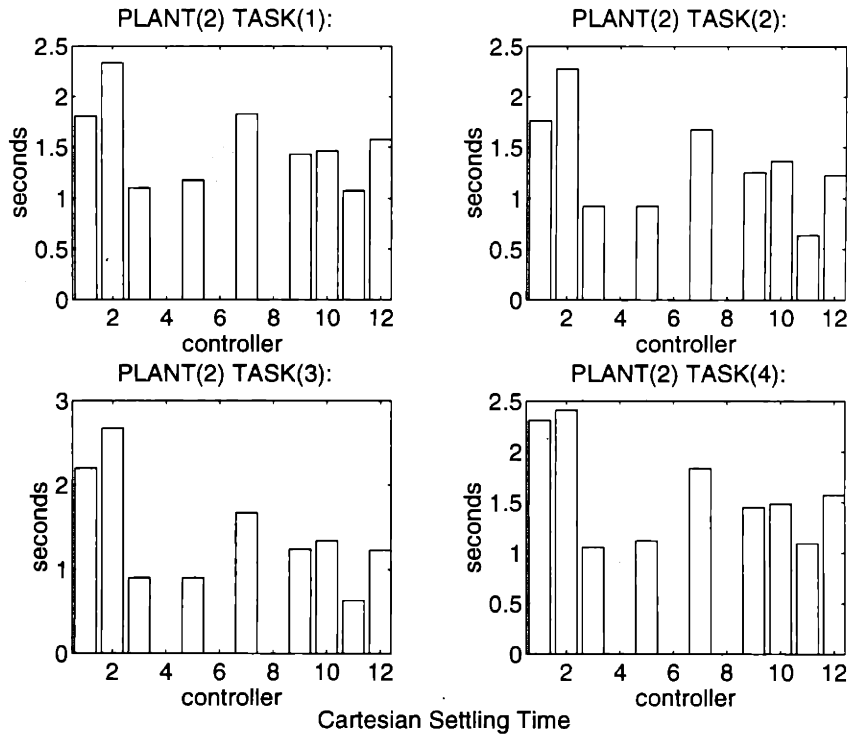 PLANT(2) TASK(1):
2.5
2
1.5
1
0.5
0
seconds
2 4 6 8 10 12
controller
PLANT(2) TASK(2):
2.5
2
1.5
1
0.5
0
seconds
2 4 6 8 10 12
controller
PLANT(2) TASK(3):
3
2
1
0
seconds
2 4 6 8 10 12
controller
PLANT(2) TASK(4):
2.5
2
1.5
1
0.5
0
seconds
2 4 6 8 10 12
controller
Cartesian Settling Time